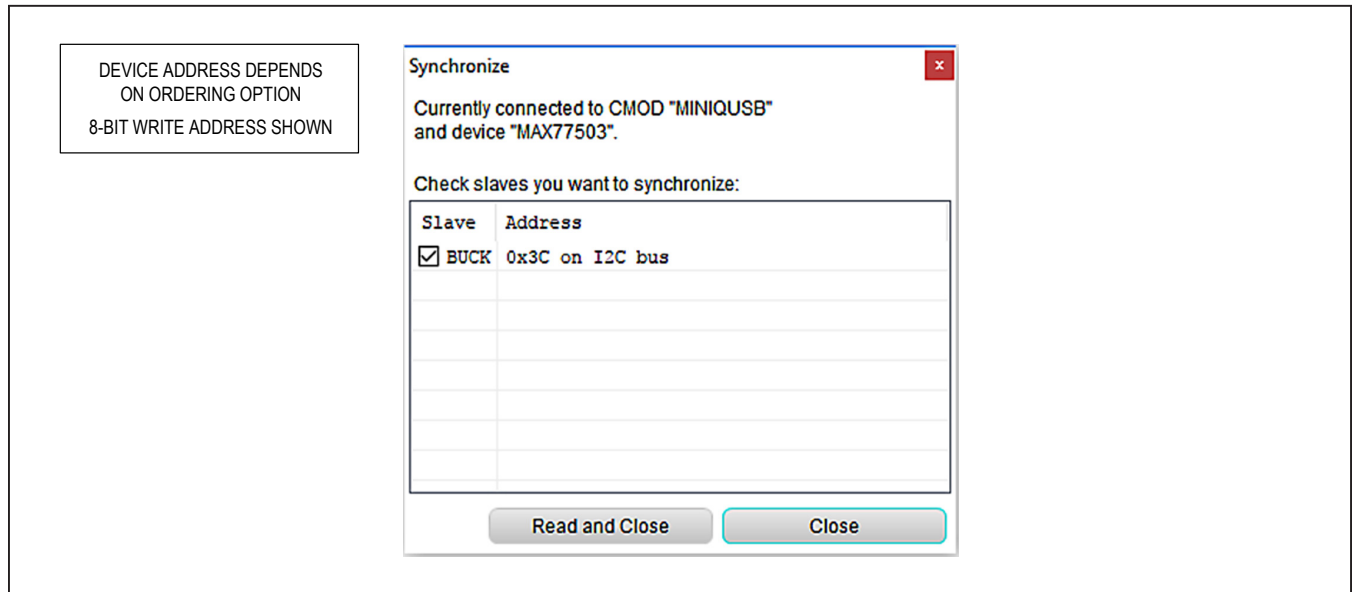 DEVICE ADDRESS DEPENDS
ON ORDERING OPTION
8-BIT WRITE ADDRESS SHOWN
Synchronize
x
Currently connected to CMOD "MINIQUSB"
and device "MAX77503".
Check slaves you want to synchronize:
Slave Address
BUCK 0x3C on I2C bus
Read and Close Close